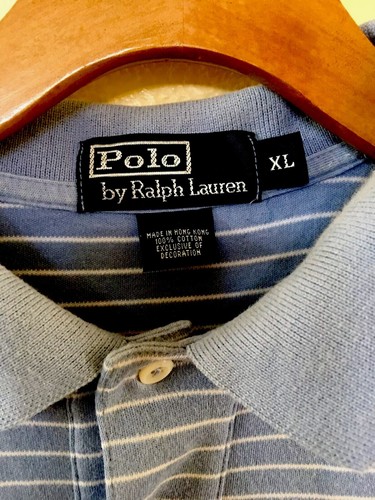 Polo
by Ralph Lauren
XL
MADE IN HONG KONG
100% COTTON
EXCLUSIVE OF
DECORATION